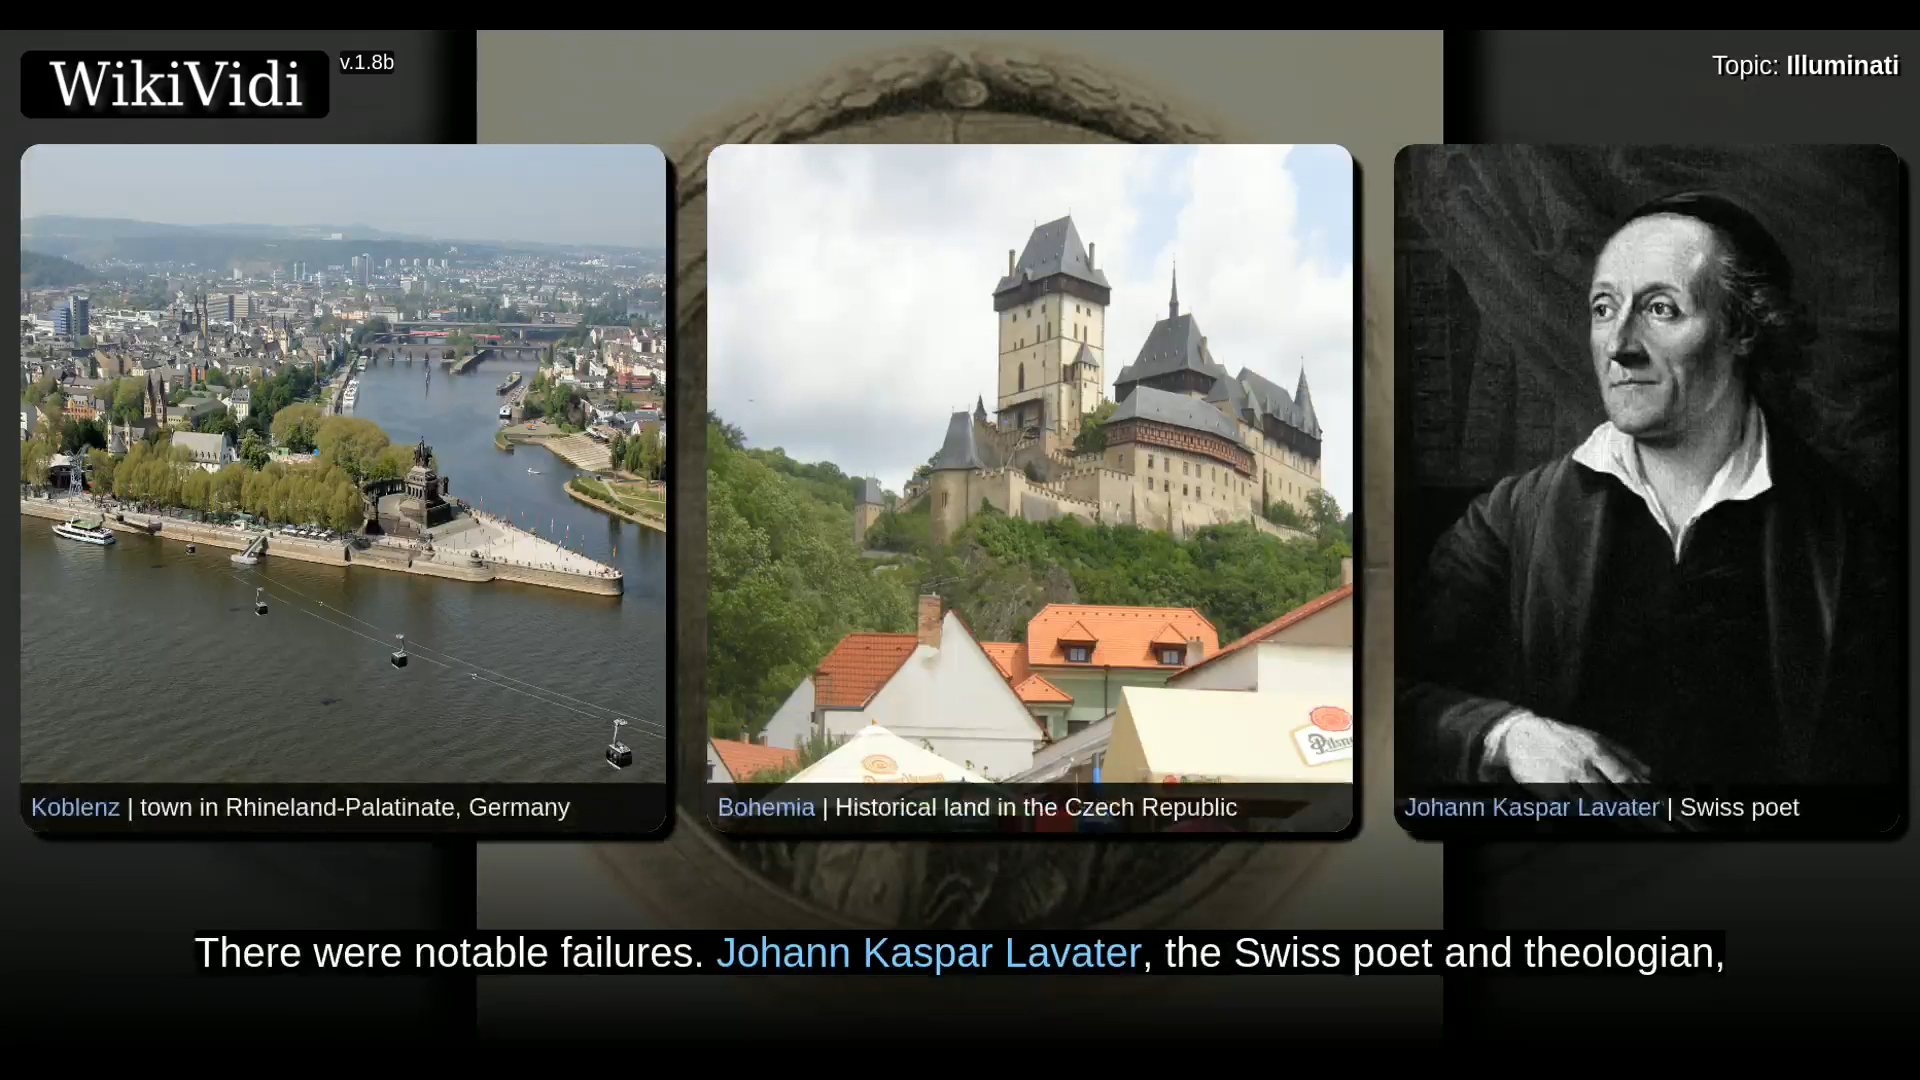 WikiVidi
v.1.8b
Topic: Illuminati
Koblenz | town in Rhineland-Palatinate, Germany
Bohemia | Historical land in the Czech Republic
Johann Kaspar Lavater | Swiss poet
There were notable failures. Johann Kaspar Lavater, the Swiss poet and theologian,